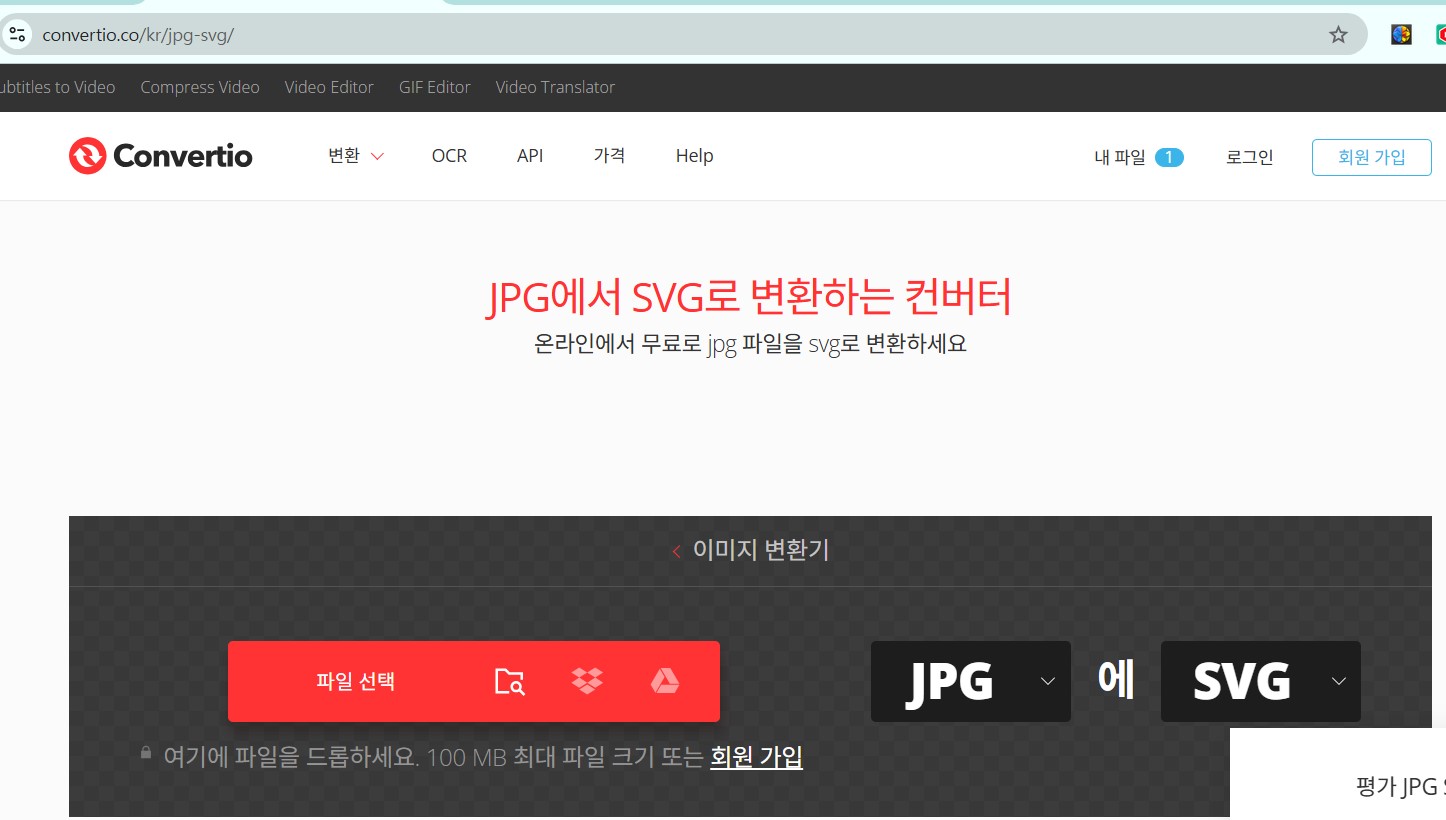 convertio.co/kr/jpg-svg/
to Video Compress Video Video Editor GIF Editor Video Translator
Convertio 변환 OCR API 가격 Help 내 파일 1 로그인 회원 가입
JPG에서 SVG로 변환하는 컨버터
온라인에서 무료로 jpg 파일을 svg로 변환하세요
이미지 변환기
파일 선택 JPG 에 SVG
여기에 파일을 드롭하세요. 100 MB 최대 파일 크기 또는 회원 가입
평가 JPG